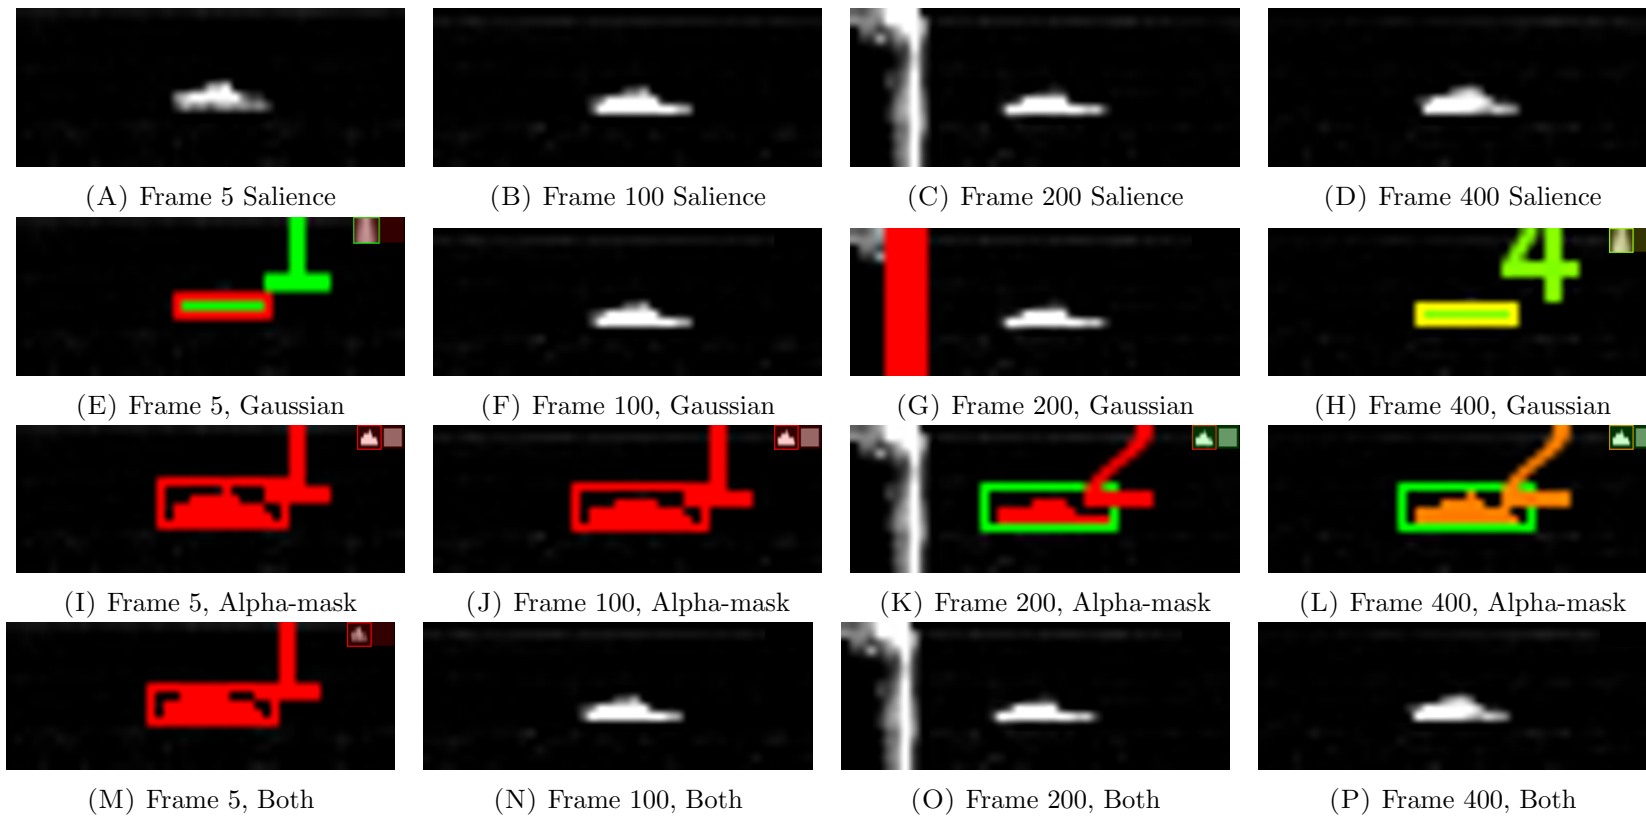 (A) Frame 5 Salience
(B) Frame 100 Salience
(C) Frame 200 Salience
(D) Frame 400 Salience
4
(E) Frame 5, Gaussian
(F) Frame 100, Gaussian
(G) Frame 200, Gaussian
(H) Frame 400, Gaussian
(I) Frame 5, Alpha-mask
(J) Frame 100, Alpha-mask
(K) Frame 200, Alpha-mask
(L) Frame 400, Alpha-mask
(M) Frame 5, Both
(N) Frame 100, Both
(O) Frame 200, Both
(P) Frame 400, Both